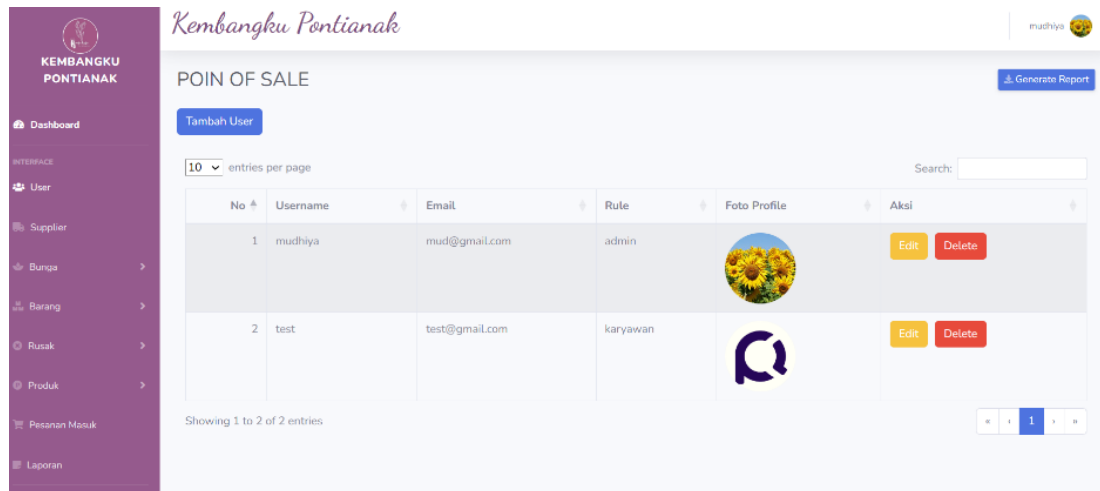 KEMBANGKU
PONTIANAK
Dashboard
INTERFACE
User
Supplier
Bunga
Barang
Rusak
Produk
Pesanan Masuk
Laporan
Kembangku Pontianak
mudhiya
POIN OF SALE
Generate Report
Tambah User
10 entries per page
Search:
No Username Email Rule Foto Profile Aksi
1 mudhiya mud@gmail.com admin Edit Delete
2 test test@gmail.com karyawan Edit Delete
Showing 1 to 2 of 2 entries
« ‹ 1 › »